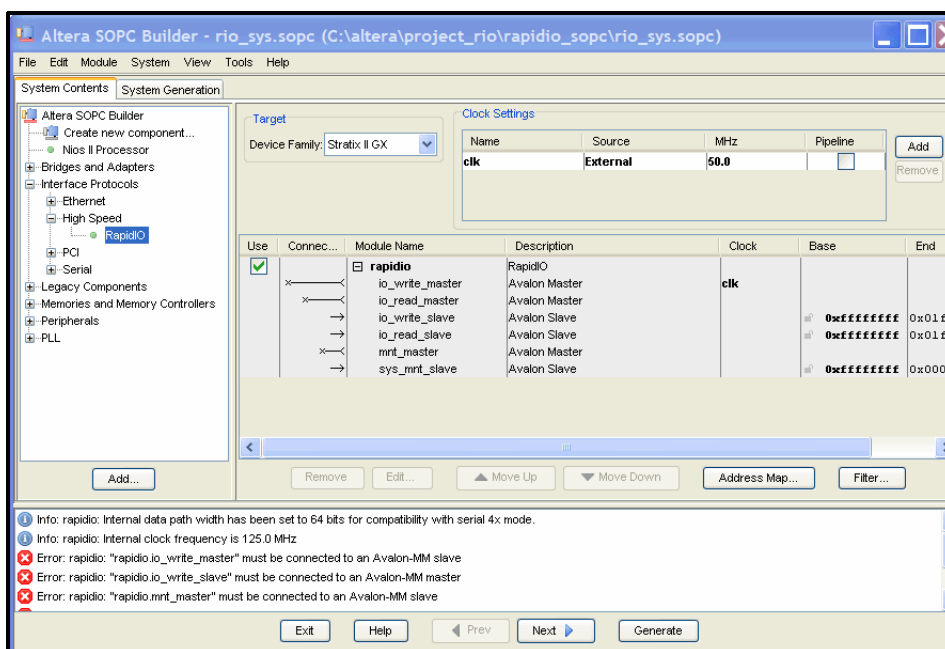 Altera SOPC Builder - rio_sys.sopc (C:\altera\project_rio\rapidio_sopc\rio_sys.sopc)
File Edit Module System View Tools Help
System Contents System Generation
Altera SOPC Builder
Create new component...
Nios II Processor
Bridges and Adapters
Interface Protocols
Ethernet
High Speed
RapidIO
PCI
Serial
Legacy Components
Memories and Memory Controllers
Peripherals
PLL
Add...
Target
Device Family: Stratix II GX
Clock Settings
Name Source MHz Pipeline
clk External 50.0
Add
Remove
Use Connec... Module Name Description Clock Base End
rapidio RapidIO
io_write_master Avalon Master clk
io_read_master Avalon Master
io_write_slave Avalon Slave 0xffffffff 0x01f
io_read_slave Avalon Slave 0xffffffff 0x01f
mnt_master Avalon Master
sys_mnt_slave Avalon Slave 0xffffffff 0x000
Remove Edit... Move Up Move Down Address Map... Filter...
Info: rapidio: Internal data path width has been set to 64 bits for compatibility with serial 4x mode.
Info: rapidio: Internal clock frequency is 125.0 MHz
Error: rapidio: "rapidio.io_write_master" must be connected to an Avalon-MM slave
Error: rapidio: "rapidio.io_write_slave" must be connected to an Avalon-MM master
Error: rapidio: "rapidio.mnt_master" must be connected to an Avalon-MM slave
Exit Help Prev Next Generate